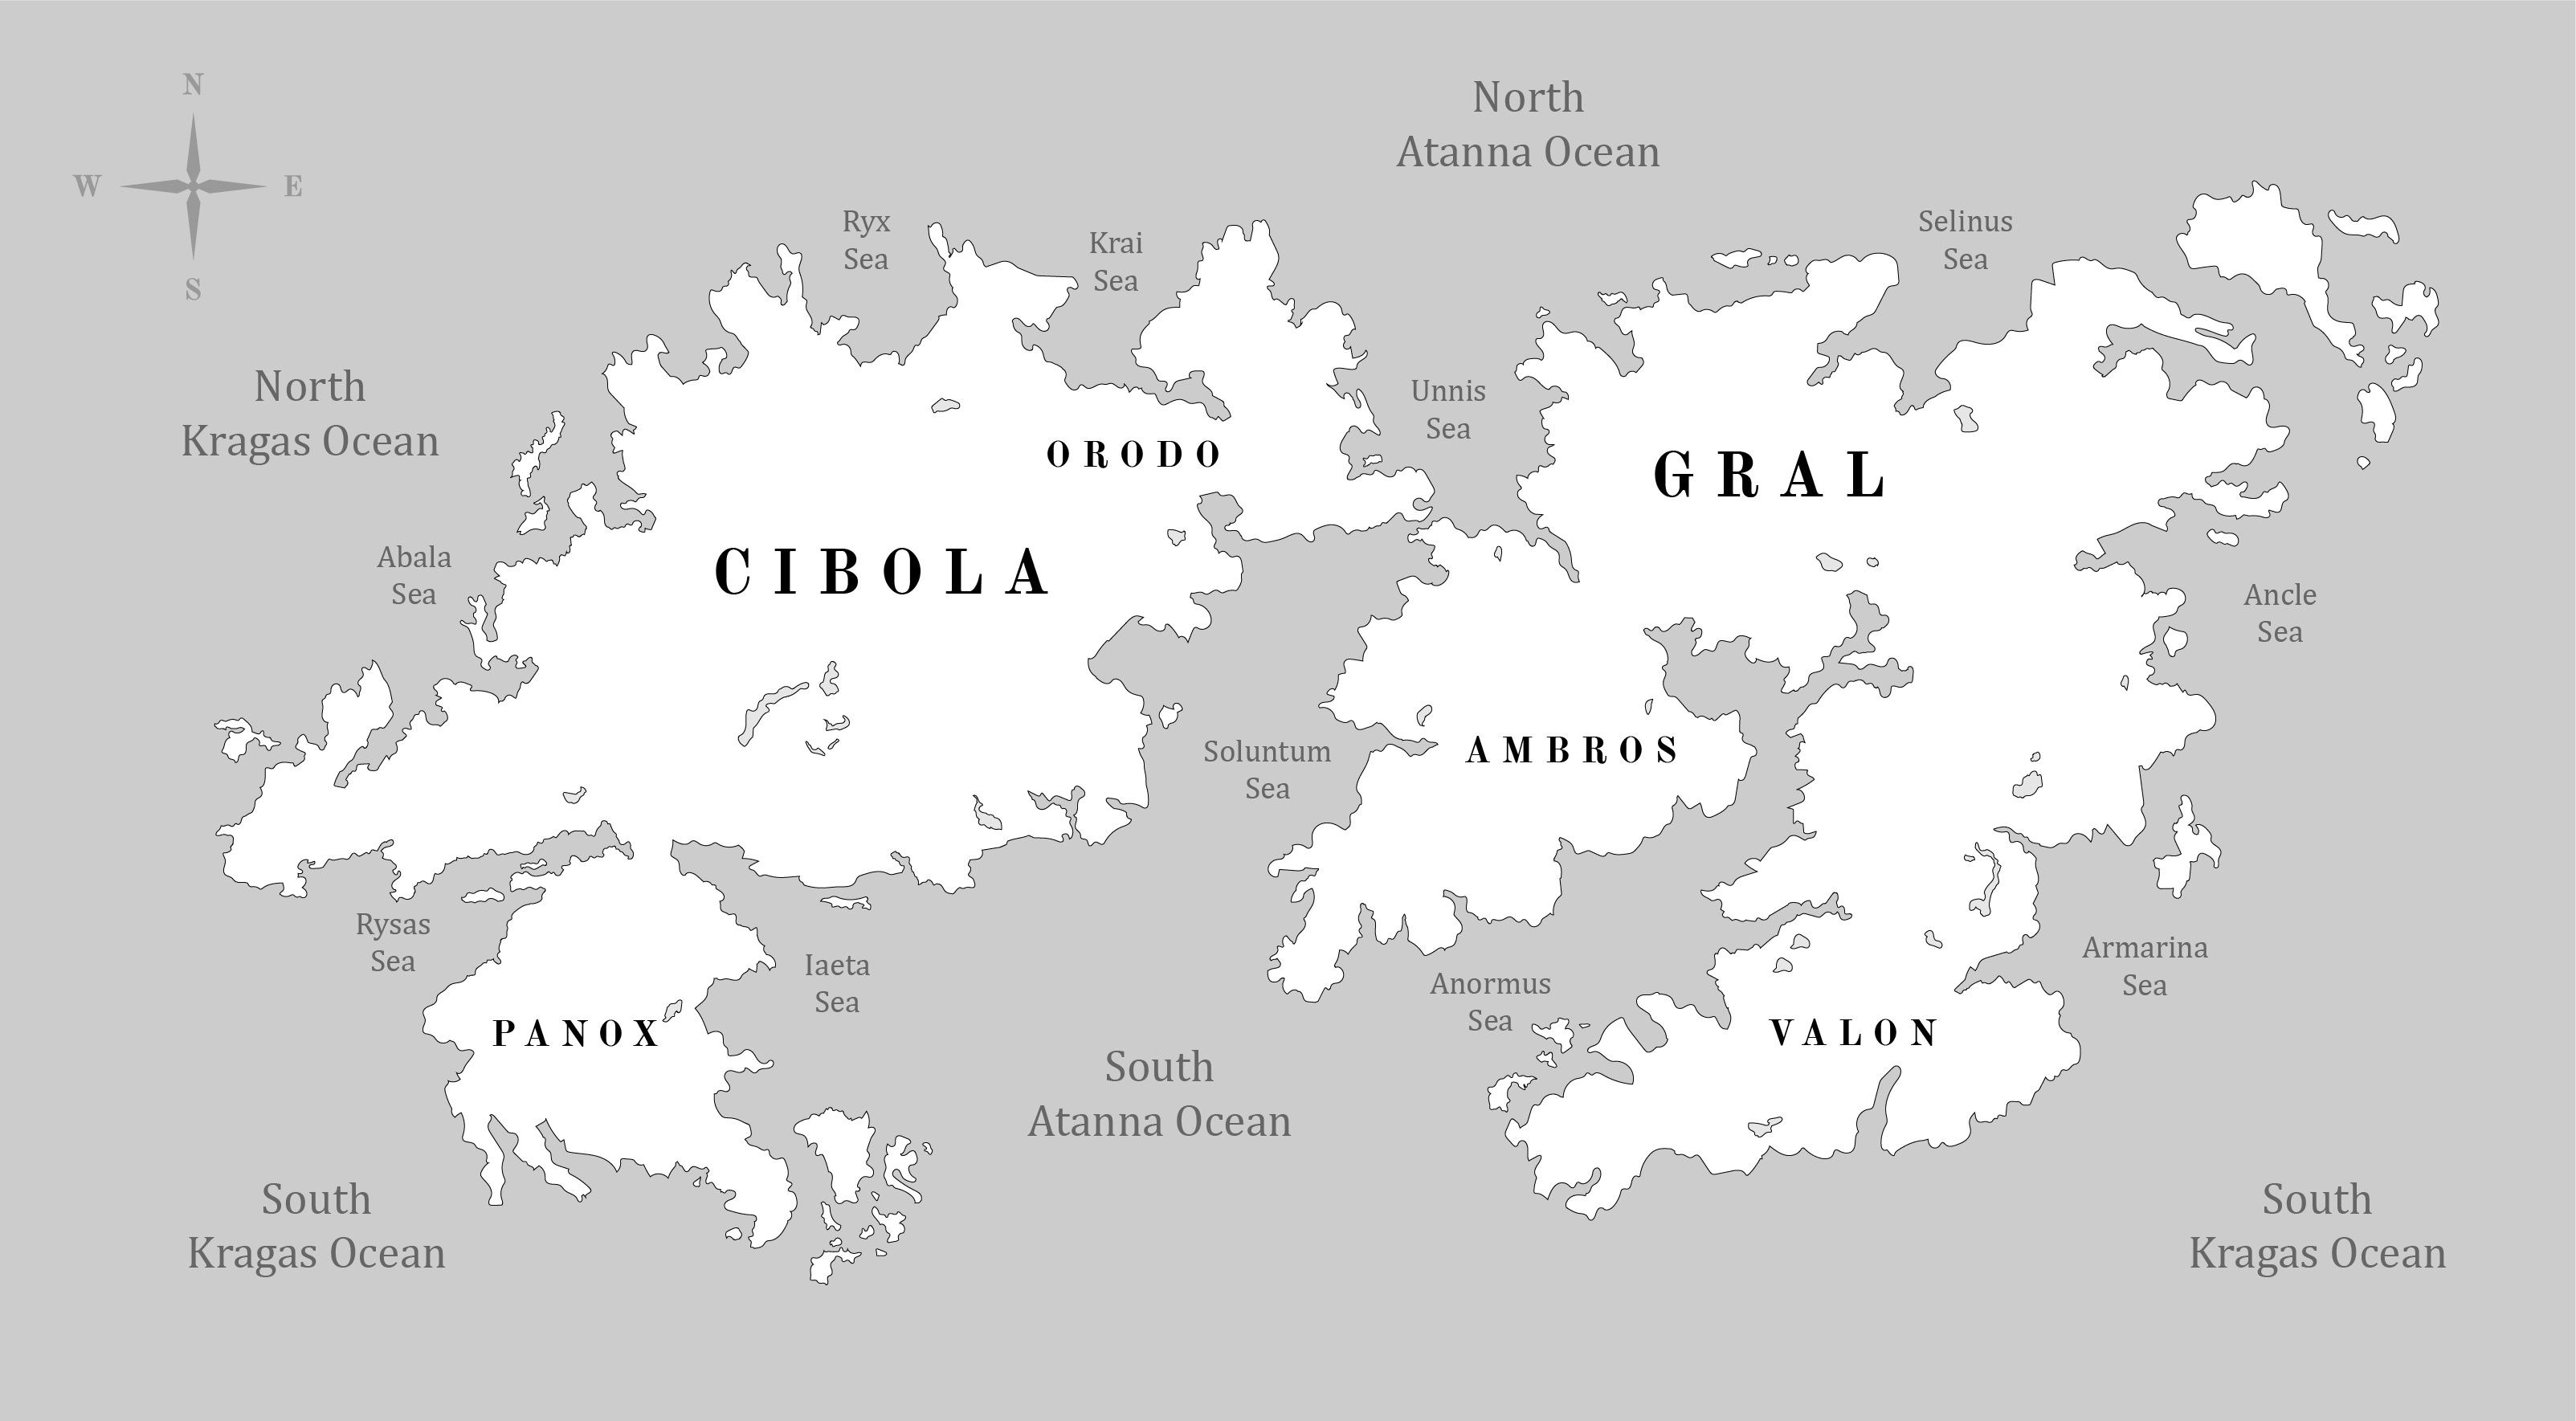 N
W E
S
North
Atanna Ocean
Ryx
Sea
Krai
Sea
Selinus
Sea
North
Kragas Ocean
Unnis
Sea
ORODO
GRAL
CIBOLA
Abala
Sea
Ancle
Sea
Soluntum
Sea
AMBROS
Rysas
Sea
Iaeta
Sea
Anormus
Sea
Armarina
Sea
PANOX
VALON
South
Atanna Ocean
South
Kragas Ocean
South
Kragas Ocean